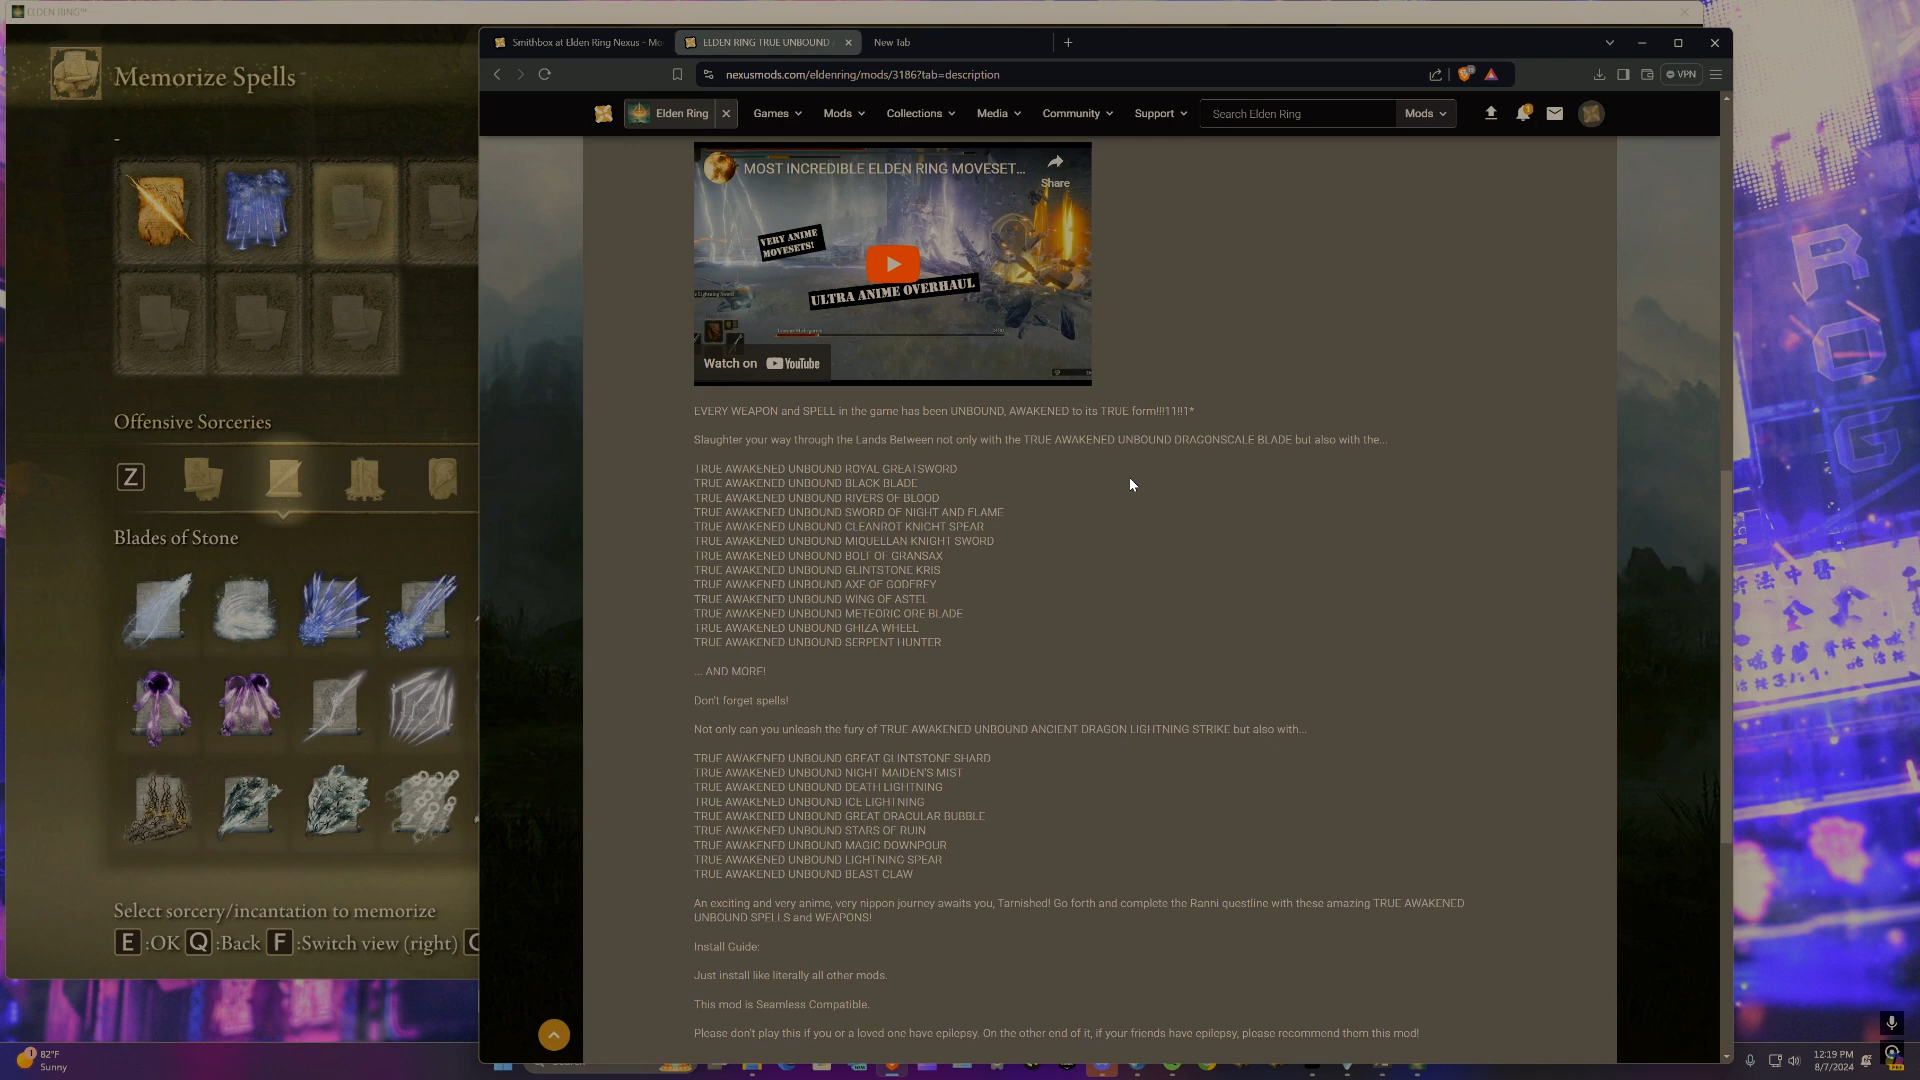 ELDEN RING™
Memorize Spells
-
Offensive Sorceries
Z
Blades of Stone
Select sorcery/incantation to memorize
E :OK Q :Back F :Switch view (right)
Smithbox at Elden Ring Nexus - Mo
ELDEN RING TRUE UNBOUND
New Tab
nexusmods.com/eldenring/mods/3186?tab=description
VPN
Elden Ring
Games
Mods
Collections
Media
Community
Support
Search Elden Ring
Mods
1
MOST INCREDIBLE ELDEN RING MOVESET...
Share
VERY ANIME
MOVESETS!
ULTRA ANIME OVERHAUL
Watch on YouTube
EVERY WEAPON and SPELL in the game has been UNBOUND, AWAKENED to its TRUE form!!!11!!1*
Slaughter your way through the Lands Between not only with the TRUE AWAKENED UNBOUND DRAGONSCALE BLADE but also with the...
TRUE AWAKENED UNBOUND ROYAL GREATSWORD
TRUE AWAKENED UNBOUND BLACK BLADE
TRUE AWAKENED UNBOUND RIVERS OF BLOOD
TRUE AWAKENED UNBOUND SWORD OF NIGHT AND FLAME
TRUE AWAKENED UNBOUND CLEANROT KNIGHT SPEAR
TRUE AWAKENED UNBOUND MIQUELLAN KNIGHT SWORD
TRUE AWAKENED UNBOUND BOLT OF GRANSAX
TRUE AWAKENED UNBOUND GLINTSTONE KRIS
TRUE AWAKENED UNBOUND AXE OF GODFREY
TRUE AWAKENED UNBOUND WING OF ASTEL
TRUE AWAKENED UNBOUND METEORIC ORE BLADE
TRUE AWAKENED UNBOUND GHIZA WHEEL
TRUE AWAKENED UNBOUND SERPENT HUNTER
... AND MORE!
Don't forget spells!
Not only can you unleash the fury of TRUE AWAKENED UNBOUND ANCIENT DRAGON LIGHTNING STRIKE but also with...
TRUE AWAKENED UNBOUND GREAT GLINTSTONE SHARD
TRUE AWAKENED UNBOUND NIGHT MAIDEN'S MIST
TRUE AWAKENED UNBOUND DEATH LIGHTNING
TRUE AWAKENED UNBOUND ICE LIGHTNING
TRUE AWAKENED UNBOUND GREAT ORACULAR BUBBLE
TRUE AWAKENED UNBOUND STARS OF RUIN
TRUE AWAKENED UNBOUND MAGIC DOWNPOUR
TRUE AWAKENED UNBOUND LIGHTNING SPEAR
TRUE AWAKENED UNBOUND BEAST CLAW
An exciting and very anime, very nippon journey awaits you, Tarnished! Go forth and complete the Ranni questline with these amazing TRUE AWAKENED
UNBOUND SPELLS and WEAPONS!
Install Guide:
Just install like literally all other mods.
This mod is Seamless Compatible.
Please don't play this if you or a loved one have epilepsy. On the other end of it, if your friends have epilepsy, please recommend them this mod!
R
O
G
1
82°F
Sunny
12:19 PM
8/7/2024